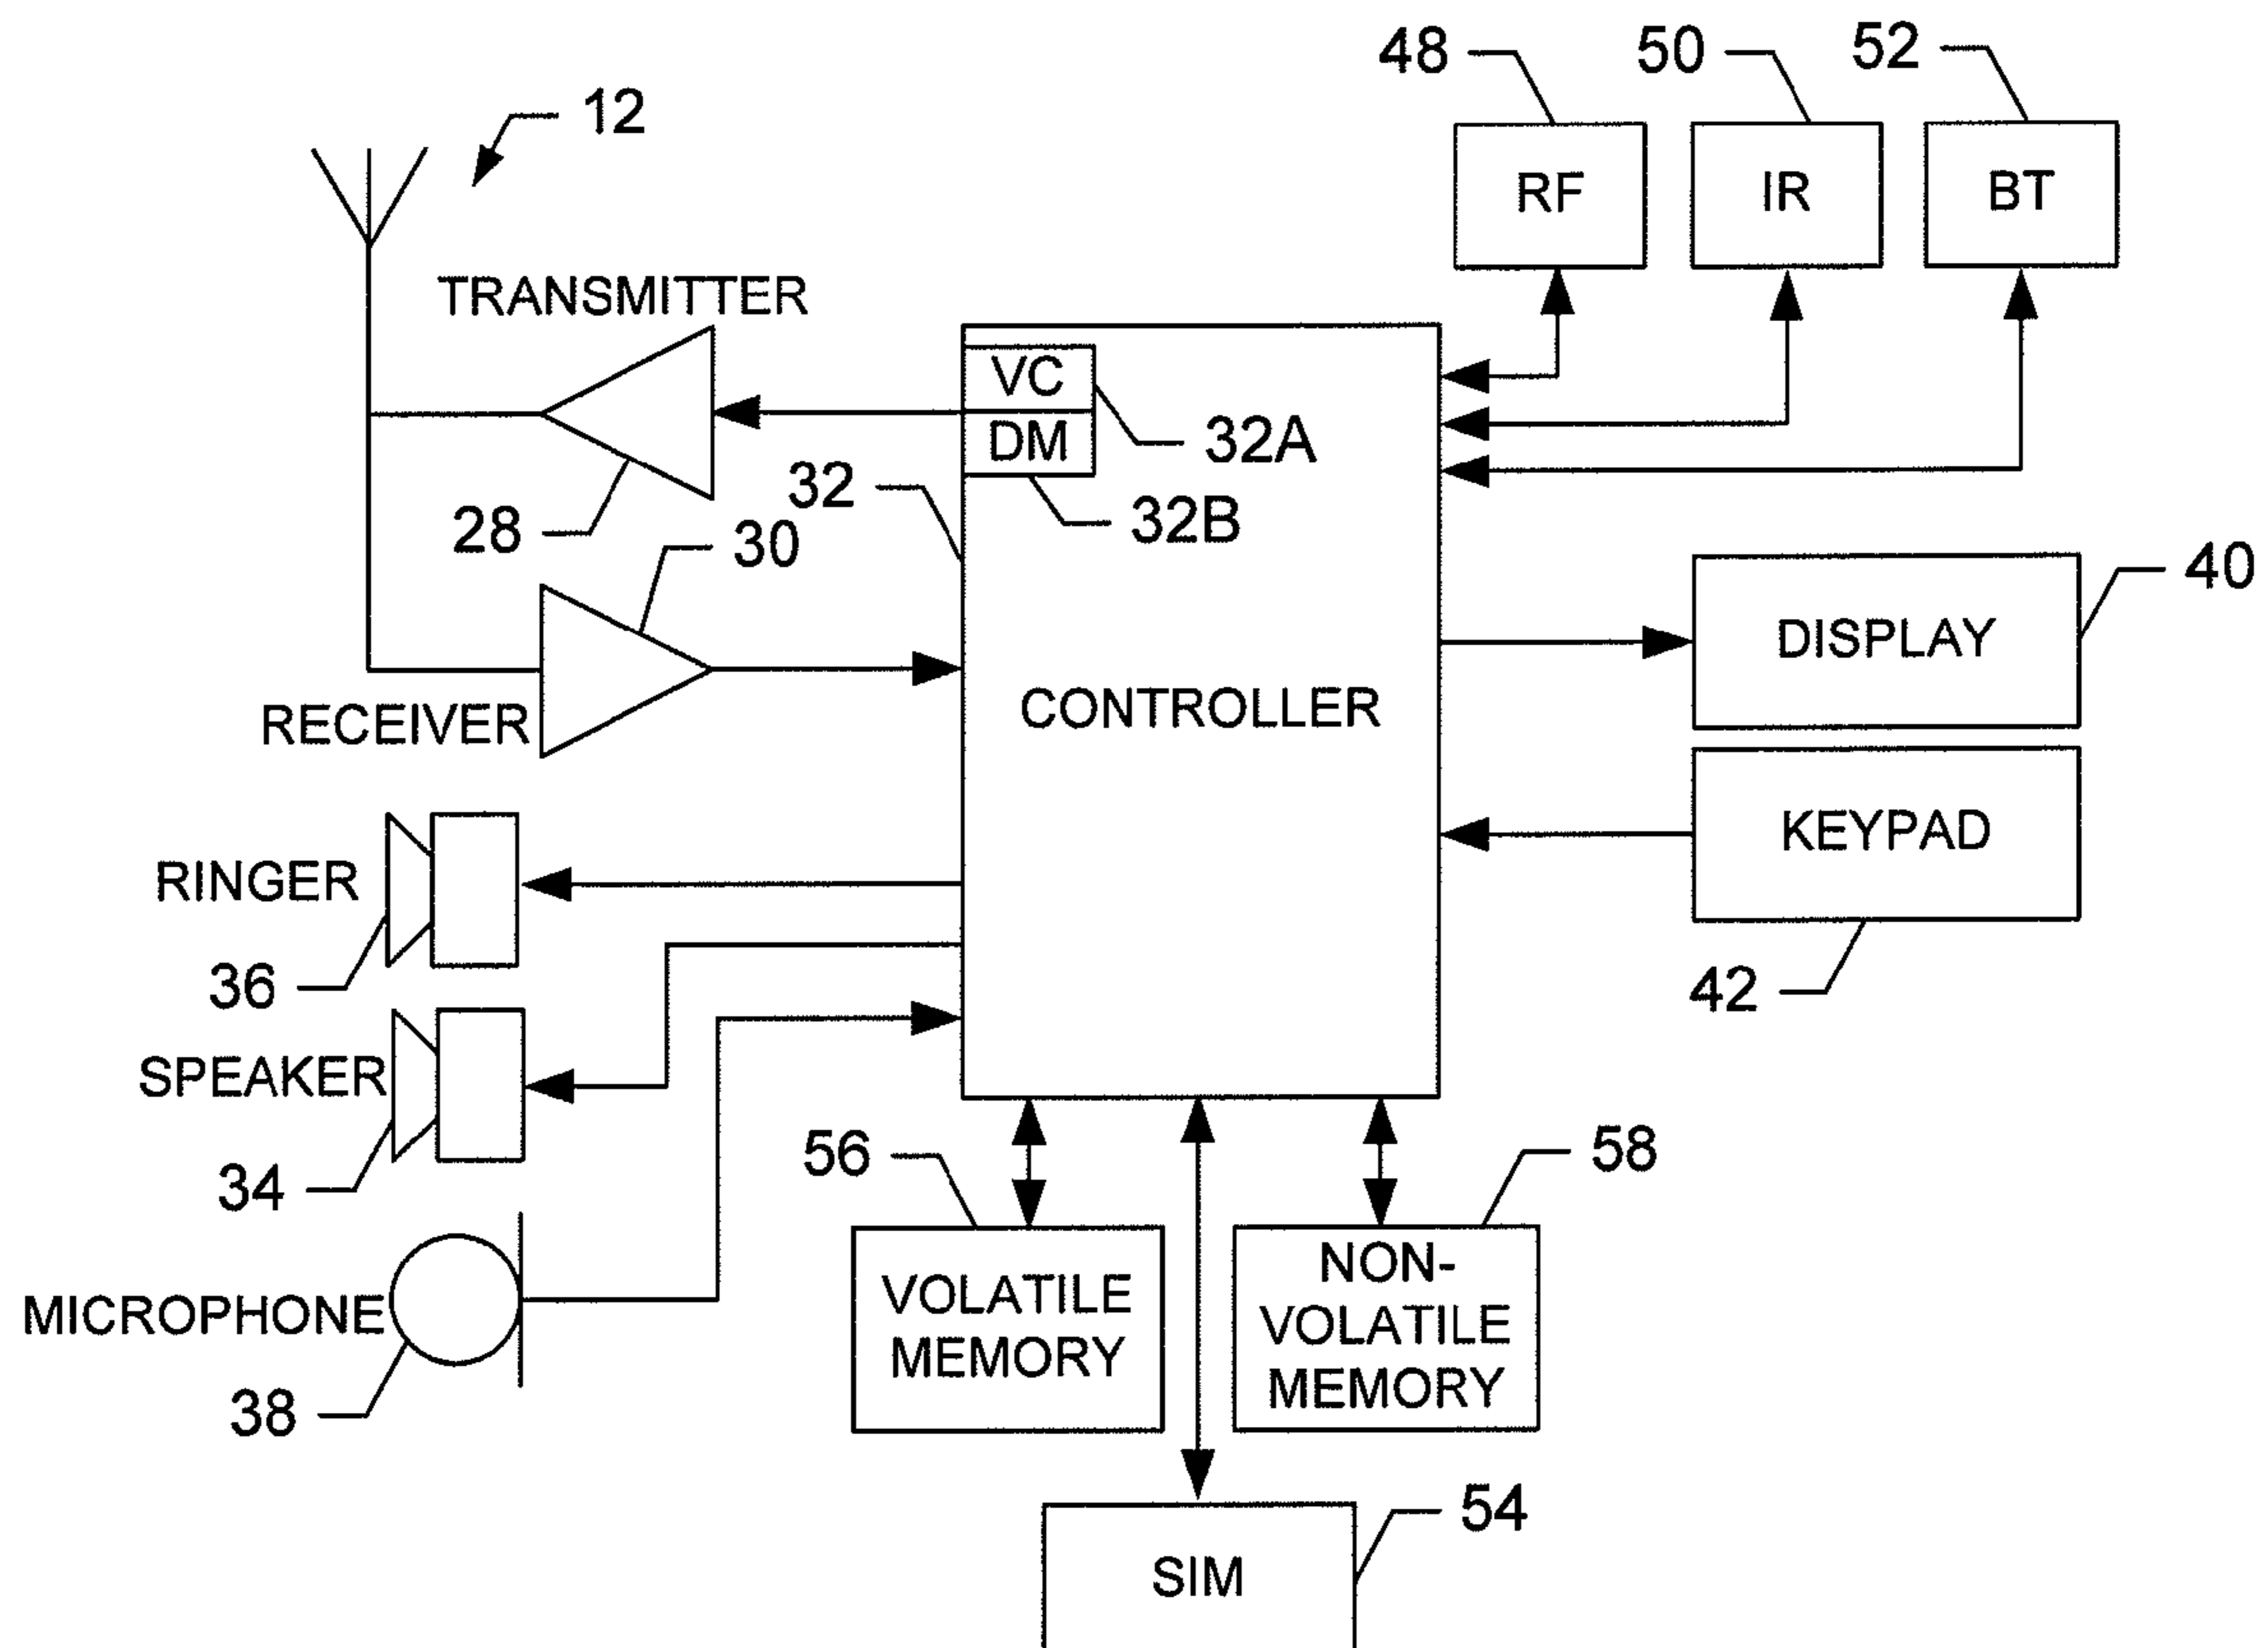 48
50
52
12
RF
IR
BT
TRANSMITTER
VC
DM
32A
32
32B
28
30
40
DISPLAY
CONTROLLER
RECEIVER
KEYPAD
RINGER
36
42
SPEAKER
34
56
58
MICROPHONE
38
VOLATILE
MEMORY
NON-
VOLATILE
MEMORY
54
SIM